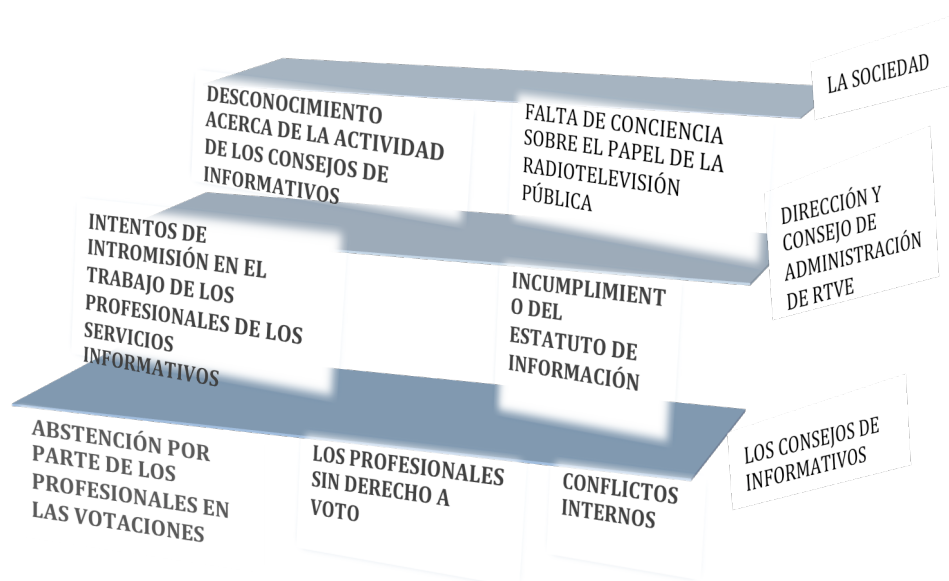 LA SOCIEDAD
DESCONOCIMIENTO
ACERCA DE LA ACTIVIDAD
DE LOS CONSEJOS DE
INFORMATIVOS
FALTA DE CONCIENCIA
SOBRE EL PAPEL DE LA
RADIOTELEVISIÓN
PÚBLICA
DIRECCIÓN Y
CONSEJO DE
ADMINISTRACIÓN
DE RTVE
INTENTOS DE
INTROMISIÓN EN EL
TRABAJO DE LOS
PROFESIONALES DE LOS
SERVICIOS
INFORMATIVOS
INCUMPLIMIENT
O DEL
ESTATUTO DE
INFORMACIÓN
LOS CONSEJOS DE
INFORMATIVOS
ABSTENCIÓN POR
PARTE DE LOS
PROFESIONALES EN
LAS VOTACIONES
LOS PROFESIONALES
SIN DERECHO A
VOTO
CONFLICTOS
INTERNOS